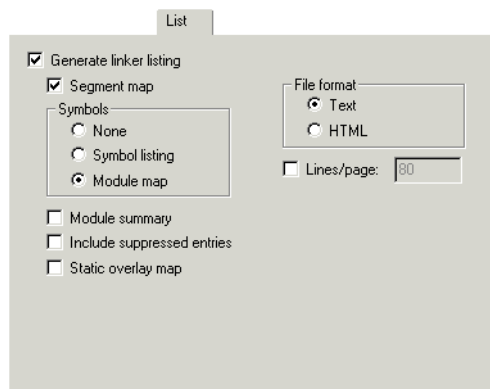 List
Generate linker listing
Segment map
Symbols
None
Symbol listing
Module map
Module summary
Include suppressed entries
Static overlay map
File format
Text
HTML
Lines/page: 80